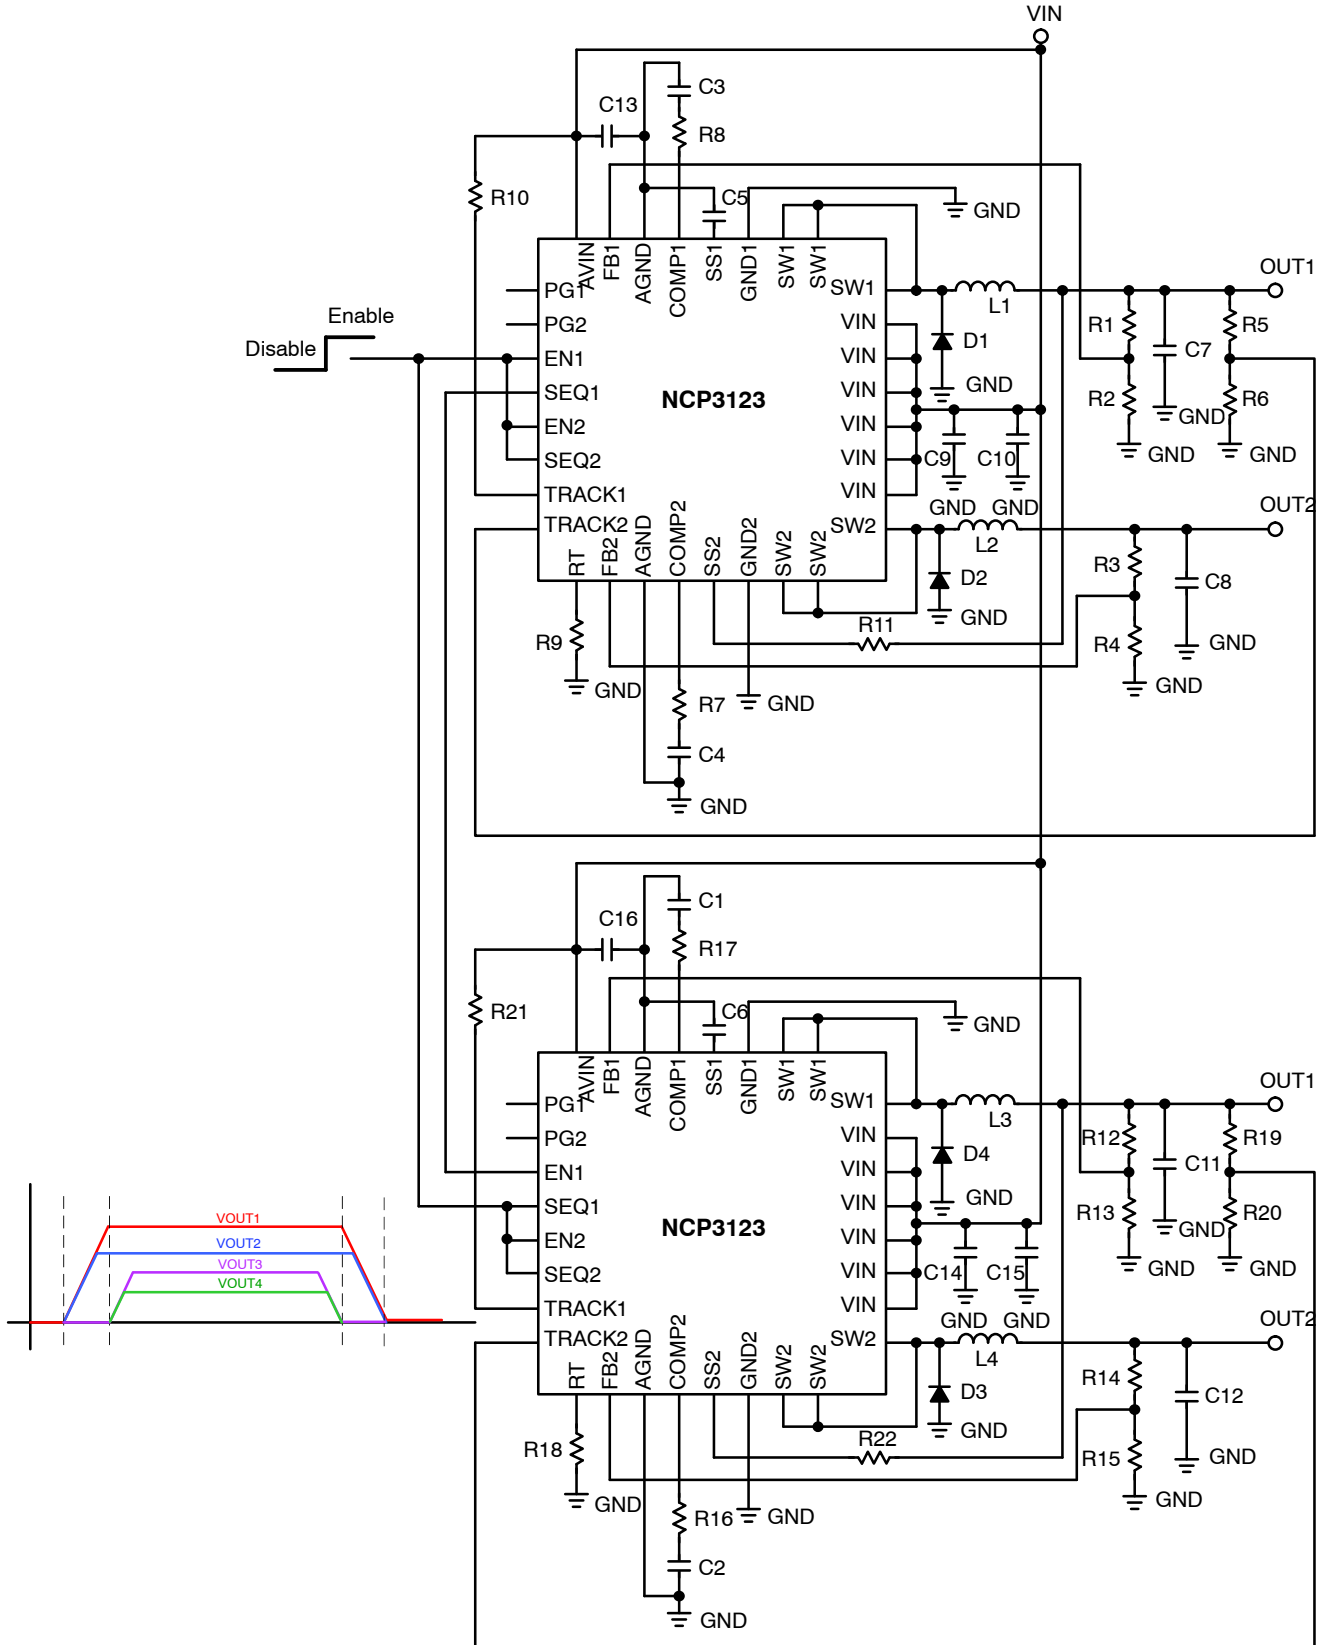 VIN
C3
C13
R8
R10
C5
GND
AVIN
FB1
AGND
COMP1
SS1
GND1
SW1
SW1
OUT1
PG1
SW1
L1
Enable
PG2
VIN
R1
R5
Disable
D1
C7
EN1
VIN
GND
SEQ1
NCP3123
VIN
R2
GND
R6
EN2
VIN
SEQ2
VIN
C9
C10
GND
GND
TRACK1
VIN
GND
GND
OUT2
TRACK2
SW2
L2
RT
FB2
AGND
COMP2
SS2
GND2
SW2
SW2
R3
D2
C8
GND
R9
R11
R4
GND
GND
R7
GND
GND
C4
GND
C1
C16
R17
R21
C6
GND
AVIN
FB1
AGND
COMP1
SS1
GND1
SW1
SW1
OUT1
PG1
SW1
L3
PG2
VIN
R12
R19
D4
C11
EN1
VIN
GND
SEQ1
NCP3123
VIN
R13
GND
R20
VOUT1
EN2
VIN
VOUT2
SEQ2
VIN
C14
C15
GND
GND
VOUT3
VOUT4
TRACK1
VIN
GND
GND
OUT2
TRACK2
SW2
L4
RT
FB2
AGND
COMP2
SS2
GND2
SW2
SW2
R14
D3
C12
GND
R18
R22
R15
GND
GND
GND
R16
GND
C2
GND